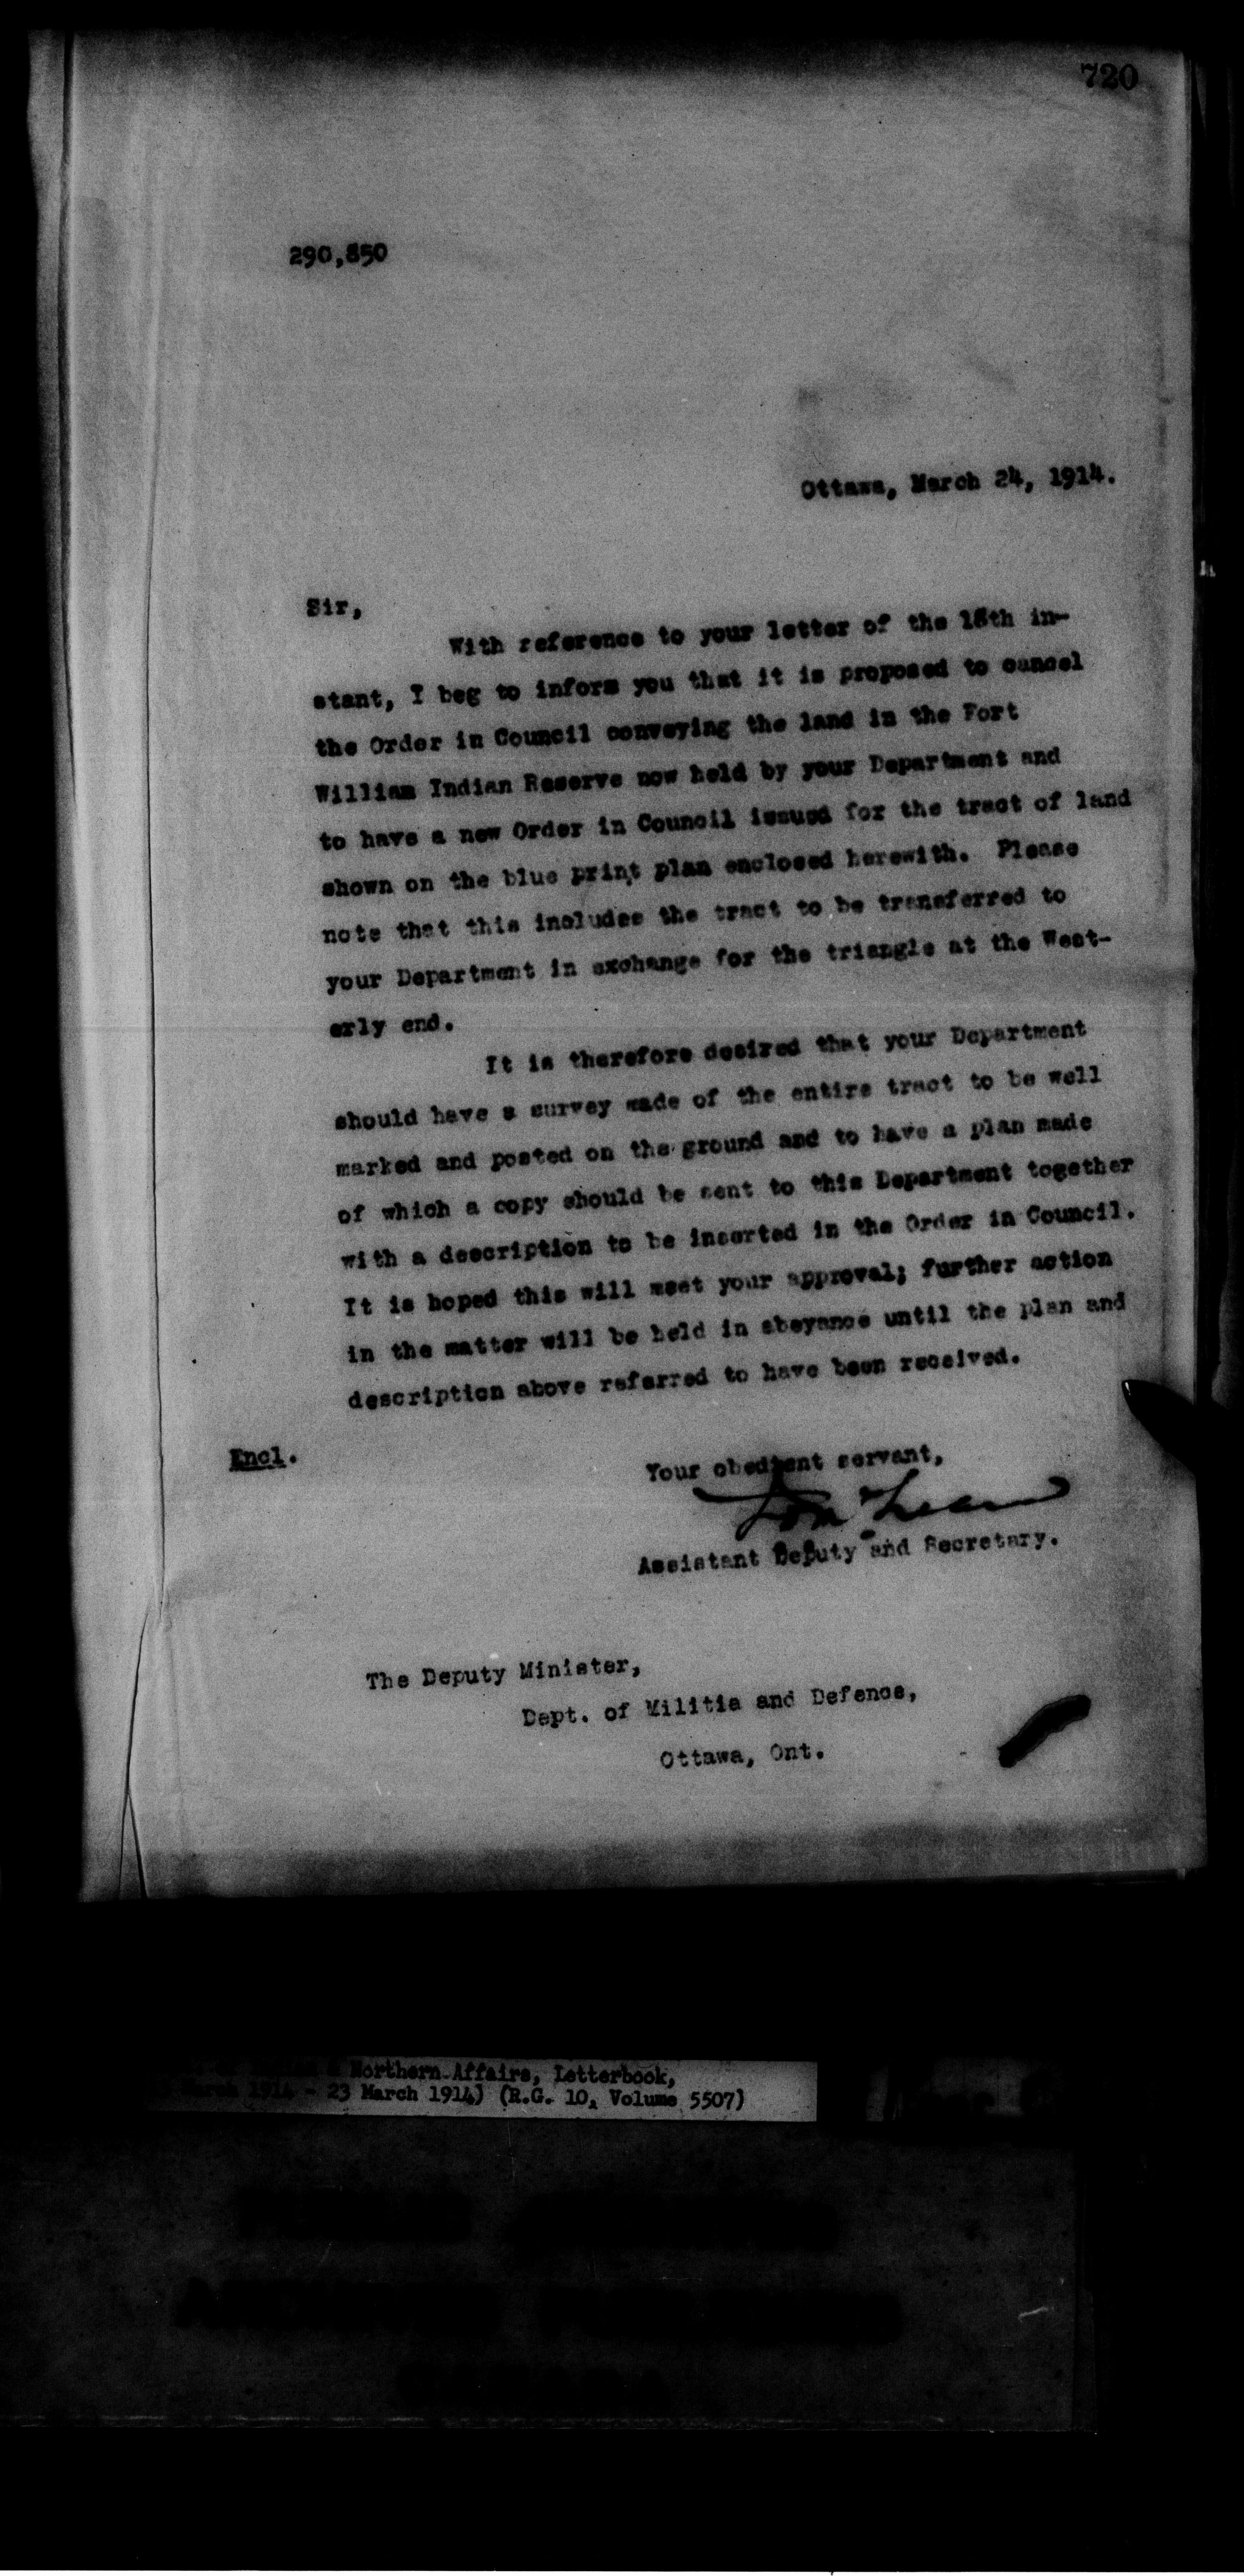 720
290,850
Ottawa, March 24, 1914.
Sir,
With reference to your letter of the 18th in-
stant, I beg to inform you that it is proposed to cancel
the Order in Council conveying the land in the Fort
William Indian Reserve now held by your Department and
to have a new Order in Council issued for the tract of land
shown on the blue print plan enclosed herewith. Please
note that this includes the tract to be transferred to
your Department in exchange for the triangle at the West-
erly end.
It is therefore desired that your Department
should have a survey made of the entire tract to be well
marked and posted on the ground and to have a plan made
of which a copy should be sent to this Department together
with a description to be inserted in the Order in Council.
It is hoped this will meet your approval; further action
in the matter will be held in abeyance until the plan and
description above referred to have been received.
Encl.
Your obedient servant,
Assistant Deputy and Secretary.
The Deputy Minister,
Dept. of Militia and Defence,
Ottawa, Ont.
Northern Affairs, Letterbook,
March 1914 - 23 March 1914) (R.G. 10, Volume 5507)